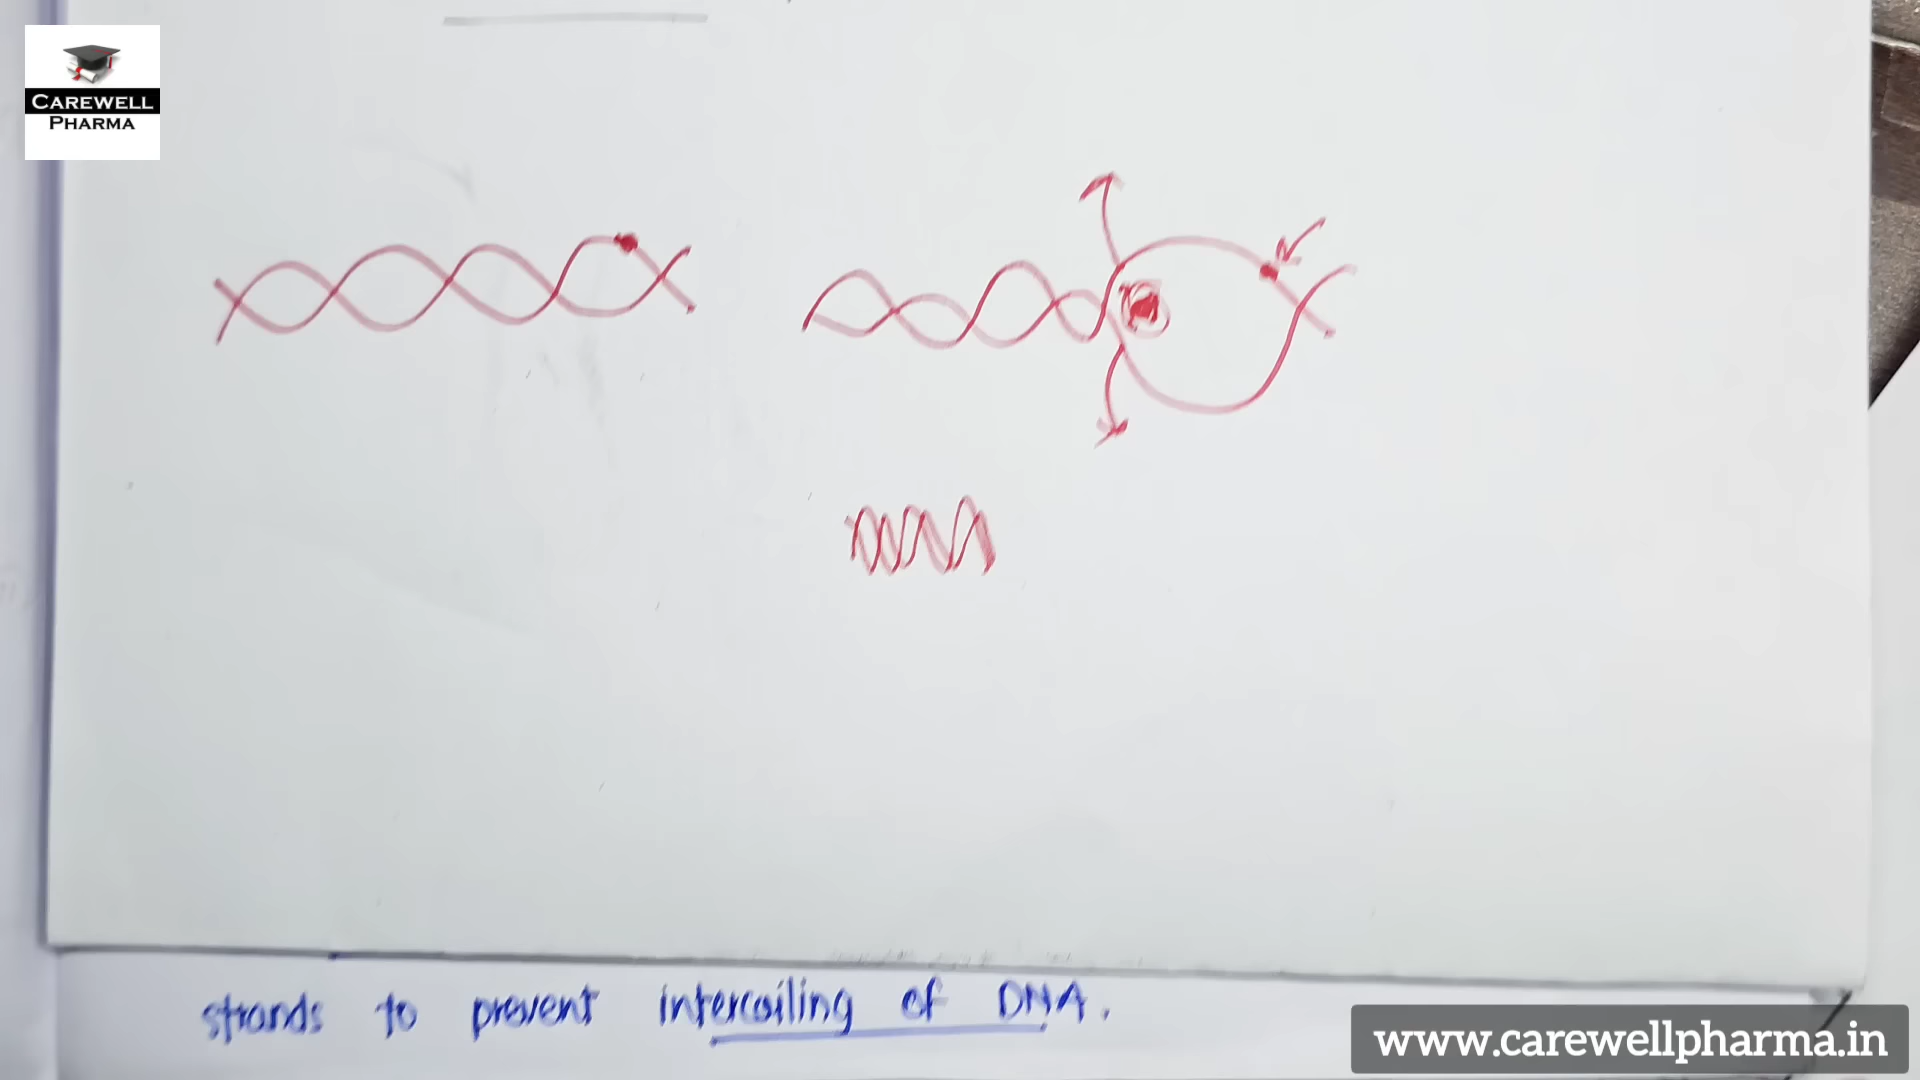 CAREWELL
PHARMA
strands to prevent intercoiling of DNA.
www.carewellpharma.in